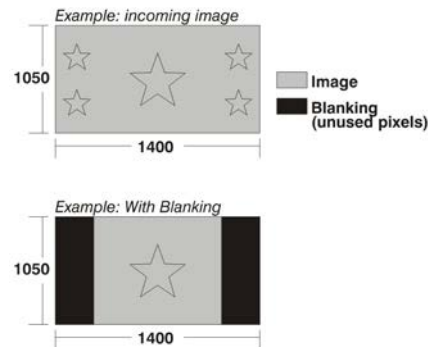 Example: incoming image
1050
1400
Image
Blanking
(unused pixels)
Example: With Blanking
1050
1400